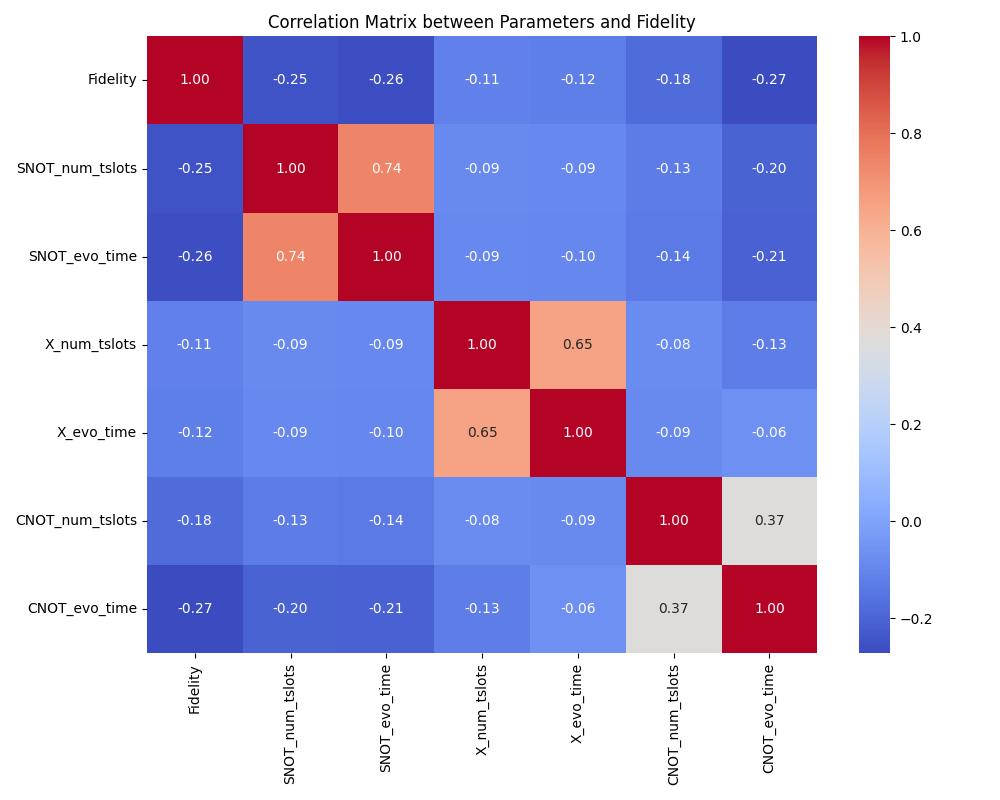 Correlation Matrix between Parameters and Fidelity
Fidelity 1.00 -0.25 -0.26 -0.11 -0.12 -0.18 -0.27
SNOT_num_tslots -0.25 1.00 0.74 -0.09 -0.09 -0.13 -0.20
SNOT_evo_time -0.26 0.74 1.00 -0.09 -0.10 -0.14 -0.21
X_num_tslots -0.11 -0.09 -0.09 1.00 0.65 -0.08 -0.13
X_evo_time -0.12 -0.09 -0.10 0.65 1.00 -0.09 -0.06
CNOT_num_tslots -0.18 -0.13 -0.14 -0.08 -0.09 1.00 0.37
CNOT_evo_time -0.27 -0.20 -0.21 -0.13 -0.06 0.37 1.00
Fidelity
SNOT_num_tslots
SNOT_evo_time
X_num_tslots
X_evo_time
CNOT_num_tslots
CNOT_evo_time
1.0
0.8
0.6
0.4
0.2
0.0
−0.2